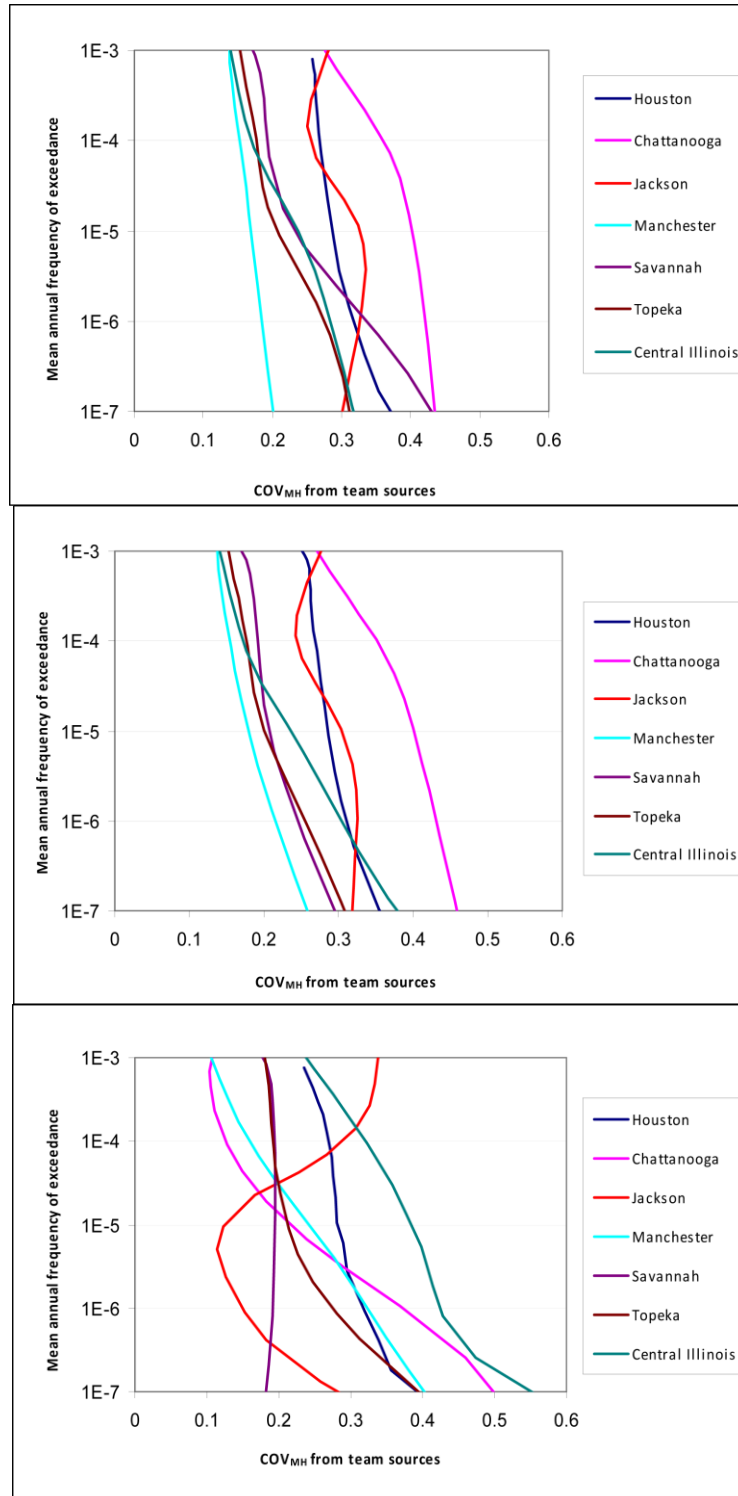 1E-3
1E-4
1E-5
1E-6
1E-7
Mean annual frequency of exceedance
0 0.1 0.2 0.3 0.4 0.5 0.6
COVMH from team sources
Houston
Chattanooga
Jackson
Manchester
Savannah
Topeka
Central Illinois
1E-3
1E-4
1E-5
1E-6
1E-7
Mean annual frequency of exceedance
0 0.1 0.2 0.3 0.4 0.5 0.6
COVMH from team sources
Houston
Chattanooga
Jackson
Manchester
Savannah
Topeka
Central Illinois
1E-3
1E-4
1E-5
1E-6
1E-7
Mean annual frequency of exceedance
0 0.1 0.2 0.3 0.4 0.5 0.6
COVMH from team sources
Houston
Chattanooga
Jackson
Manchester
Savannah
Topeka
Central Illinois